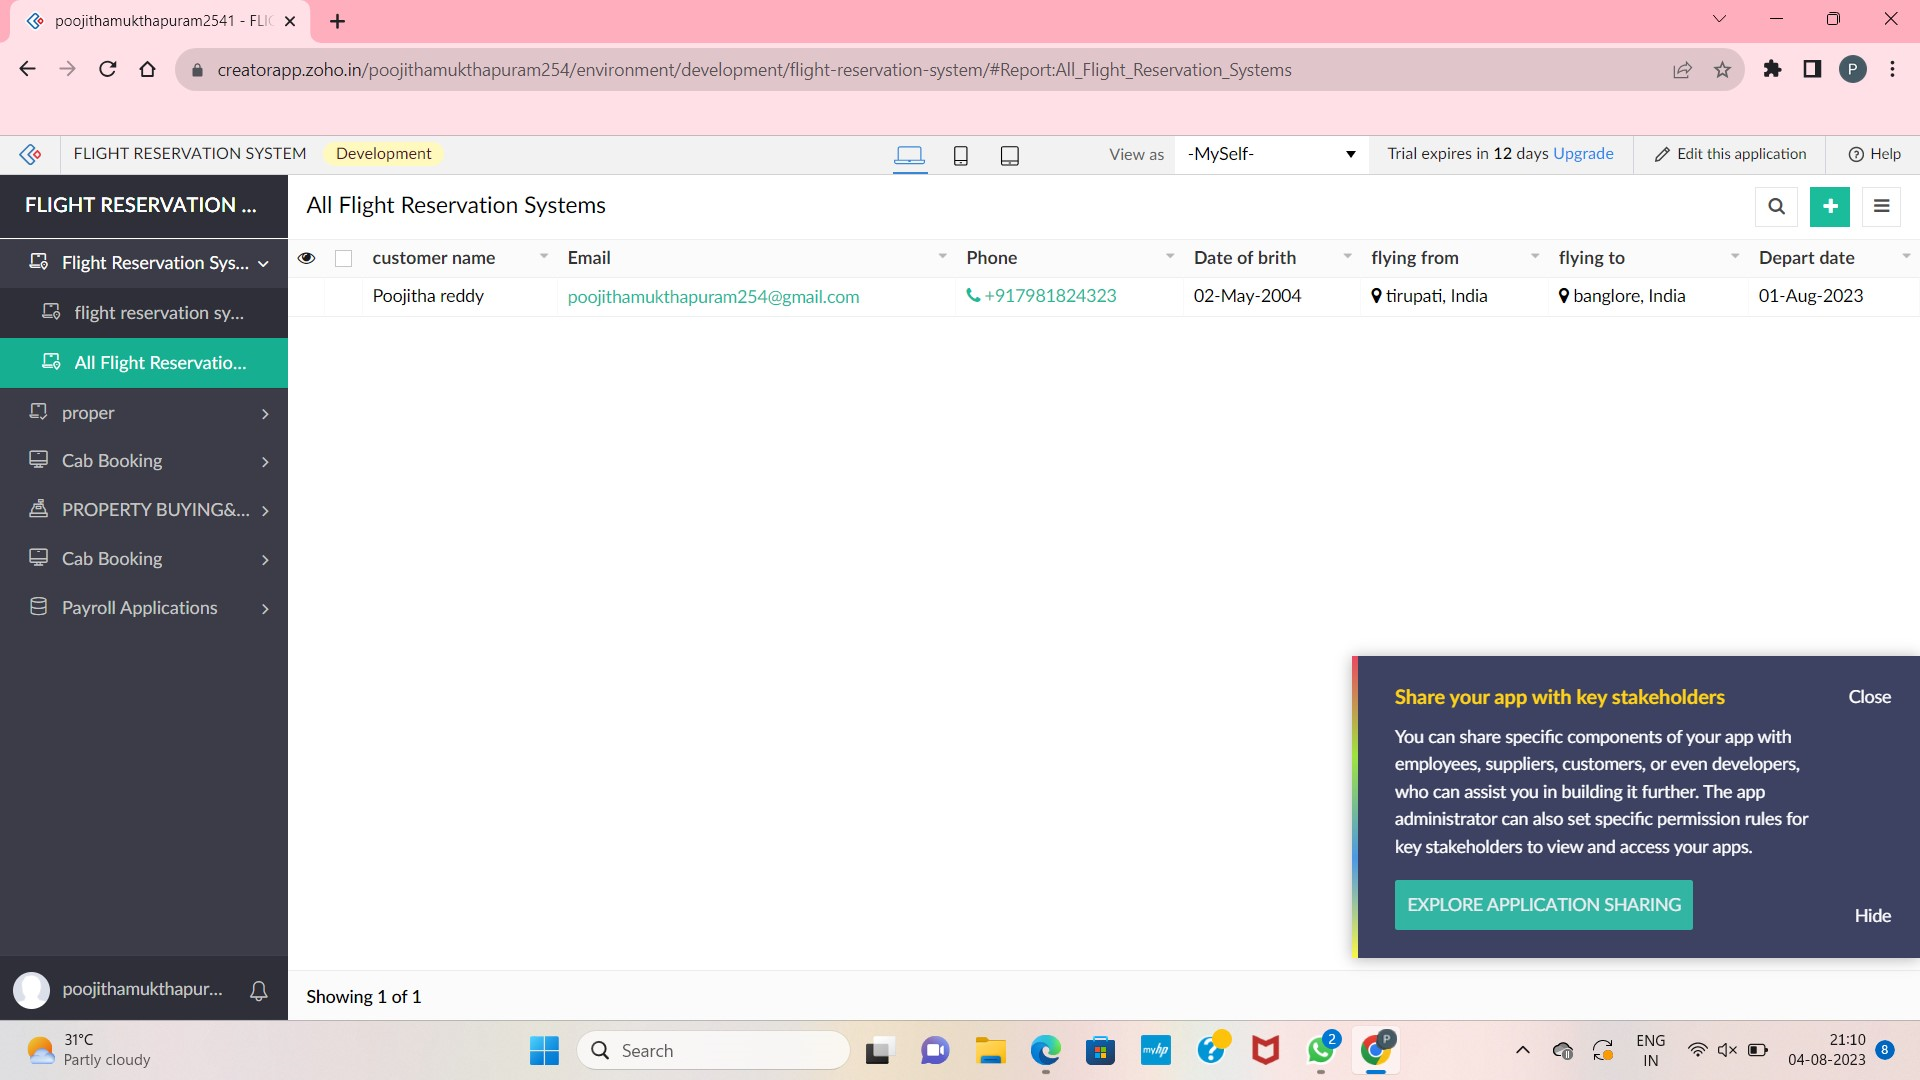 poojithamukthapuram2541 - FLIG
creatorapp.zoho.in/poojithamukthapuram254/environment/development/flight-reservation-system/#Report:All_Flight_Reservation_Systems
P
FLIGHT RESERVATION SYSTEM Development View as -MySelf- Trial expires in 12 days Upgrade Edit this application Help
FLIGHT RESERVATION ...
All Flight Reservation Systems
Flight Reservation Sys...
flight reservation sy...
All Flight Reservatio...
proper
Cab Booking
PROPERTY BUYING&...
Cab Booking
Payroll Applications
customer name Email Phone Date of brith flying from flying to Depart date
Poojitha reddy poojithamukthapuram254@gmail.com +917981824323 02-May-2004 tirupati, India banglore, India 01-Aug-2023
Share your app with key stakeholders Close
You can share specific components of your app with
employees, suppliers, customers, or even developers,
who can assist you in building it further. The app
administrator can also set specific permission rules for
key stakeholders to view and access your apps.
EXPLORE APPLICATION SHARING
Hide
poojithamukthapur...
Showing 1 of 1
31°C
Partly cloudy
Search
myhp
2
P
ENG
IN
21:10
04-08-2023
8